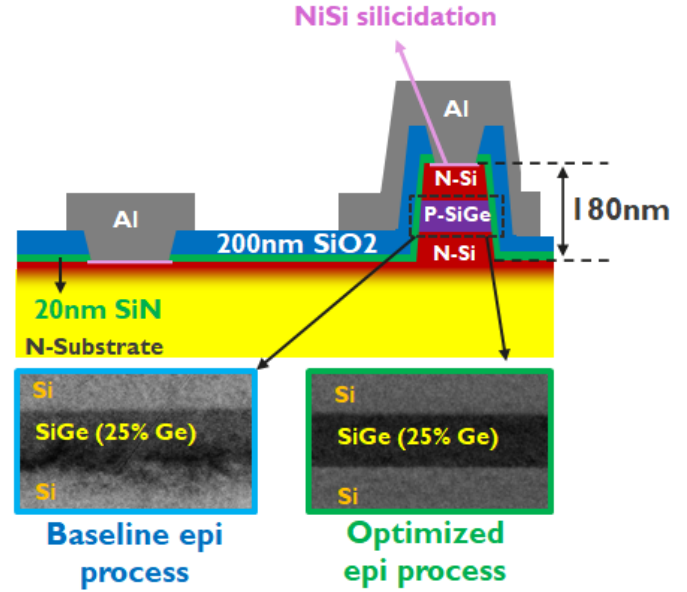 NiSi silicidation
Al
Al
N-Si
P-SiGe
180nm
200nm SiO2
N-Si
20nm SiN
N-Substrate
Si
SiGe (25% Ge)
Si
Si
SiGe (25% Ge)
Si
Baseline epi
process
Optimized
epi process